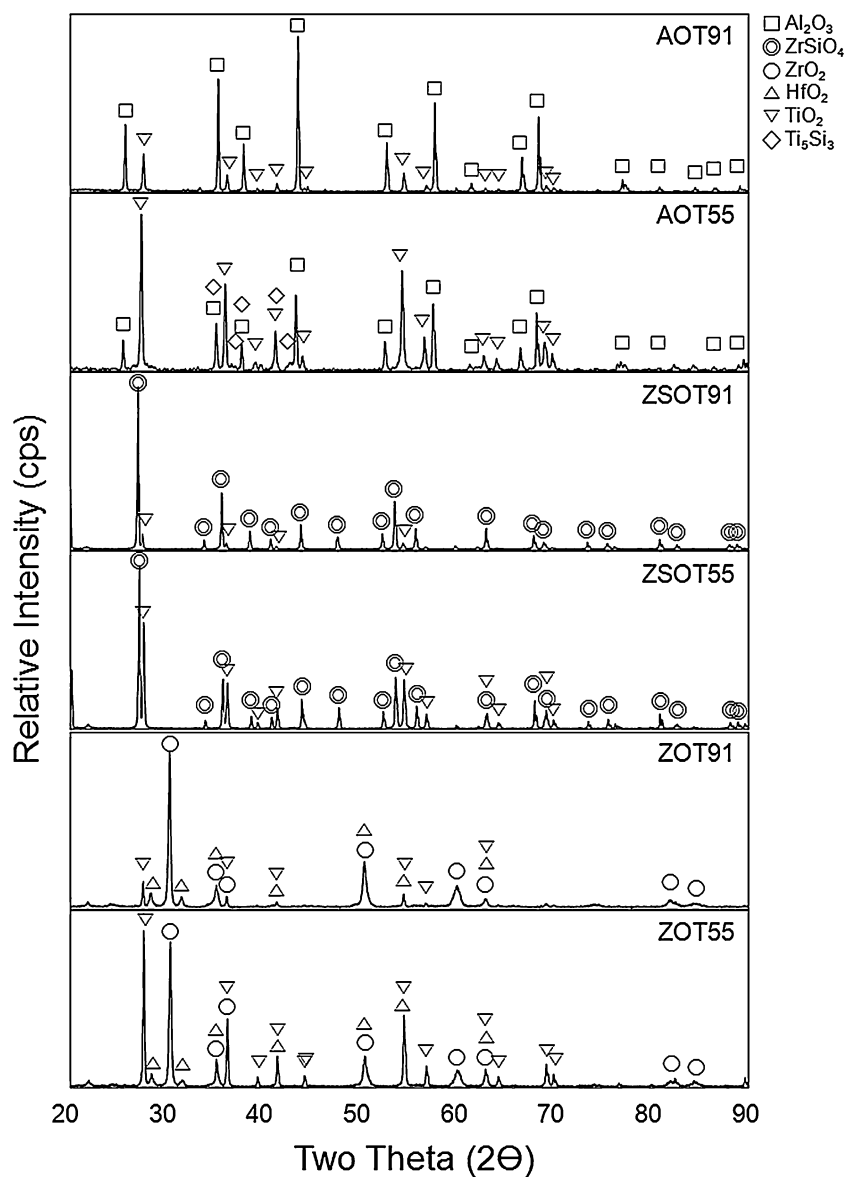 AOT91
Al₂O₃
ZrSiO₄
ZrO₂
HfO₂
TiO₂
Ti₅Si₃
AOT55
ZSOT91
ZSOT55
ZOT91
ZOT55
Relative Intensity (cps)
20 30 40 50 60 70 80 90
Two Theta (2Θ)